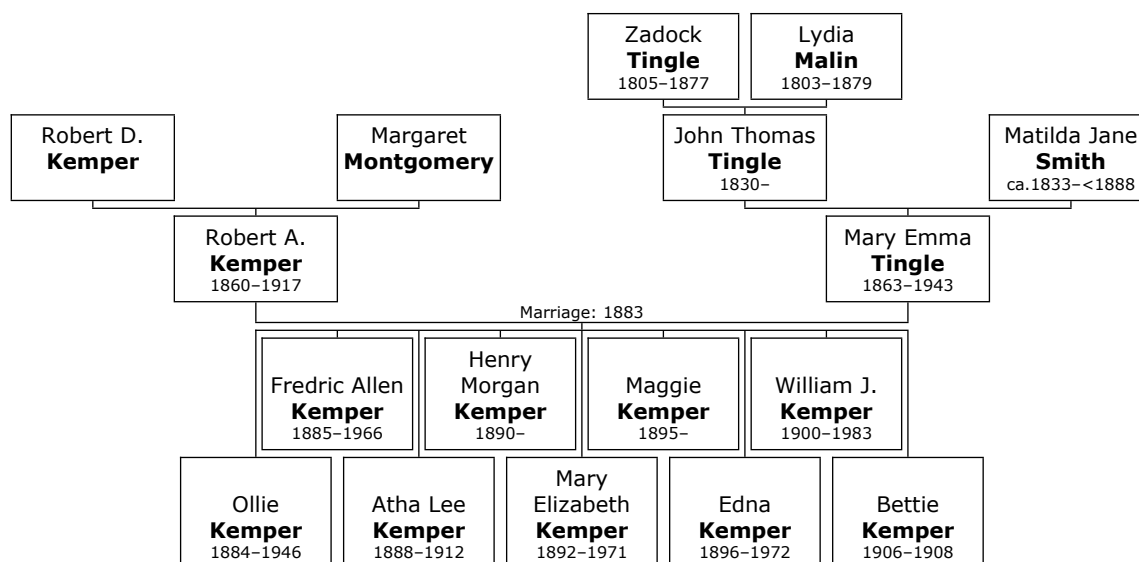 Zadock
Tingle
1805–1877
Lydia
Malin
1803–1879
Robert D.
Kemper
Margaret
Montgomery
John Thomas
Tingle
1830–
Matilda Jane
Smith
ca.1833–<1888
Robert A.
Kemper
1860–1917
Mary Emma
Tingle
1863–1943
Marriage: 1883
Fredric Allen
Kemper
1885–1966
Henry
Morgan
Kemper
1890–
Maggie
Kemper
1895–
William J.
Kemper
1900–1983
Ollie
Kemper
1884–1946
Atha Lee
Kemper
1888–1912
Mary
Elizabeth
Kemper
1892–1971
Edna
Kemper
1896–1972
Bettie
Kemper
1906–1908